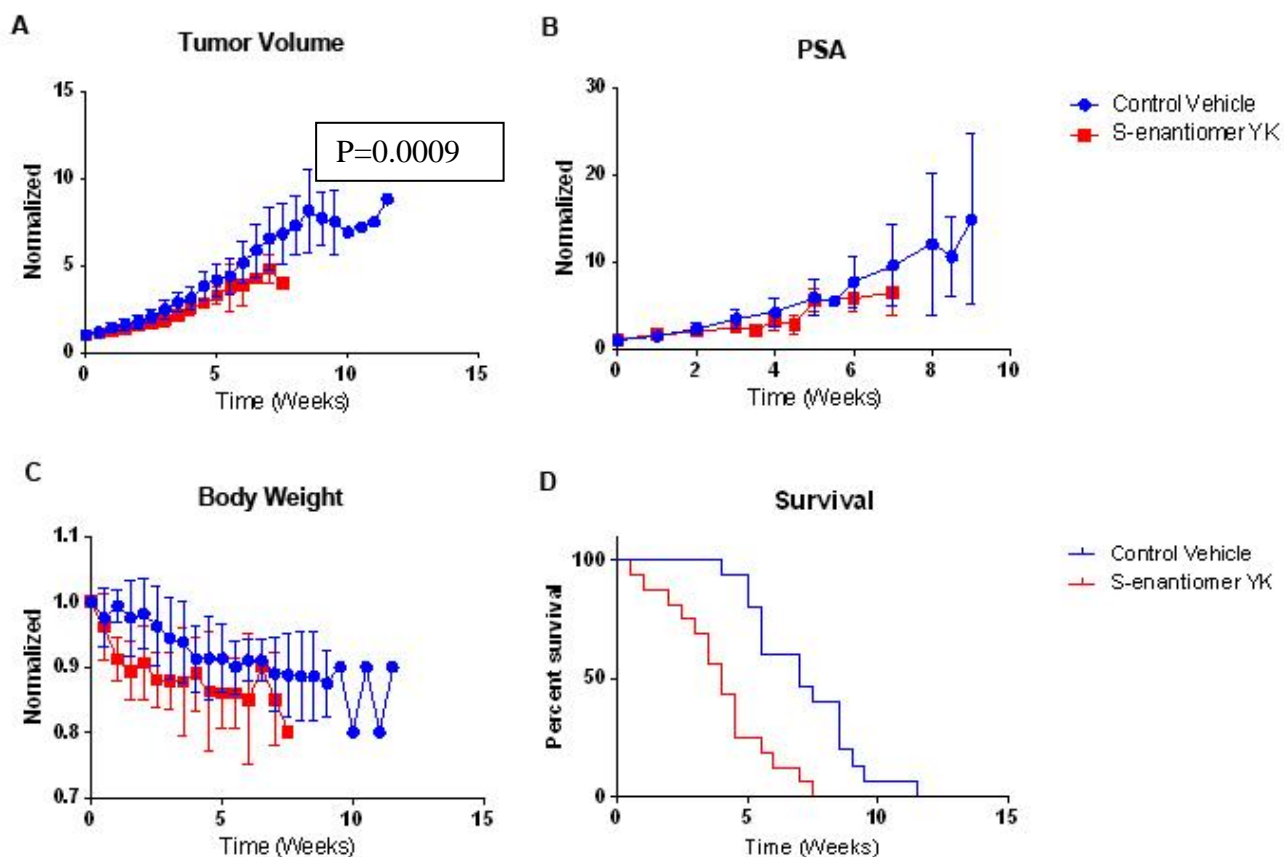 A
Tumor Volume
15
10
5
0
0
5
10
15
Normalized
Time (Weeks)
P=0.0009
B
PSA
30
20
10
0
0
2
4
6
8
10
Normalized
Time (Weeks)
Control Vehicle
S-enantiomer YK
C
Body Weight
1.1
1.0
0.9
0.8
0.7
0
5
10
15
Normalized
Time (Weeks)
D
Survival
100
50
0
0
5
10
15
Percent survival
Time (Weeks)
Control Vehicle
S-enantiomer YK